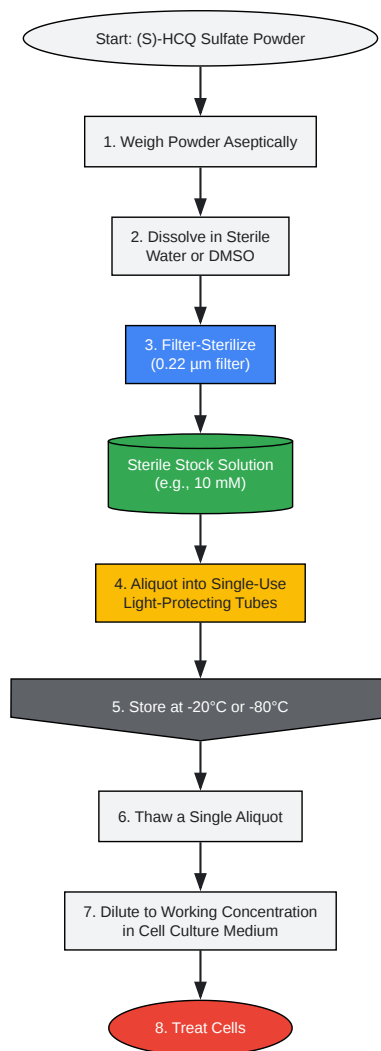 Start: (S)-HCQ Sulfate Powder
1. Weigh Powder Aseptically
2. Dissolve in Sterile
Water or DMSO
3. Filter-Sterilize
(0.22 µm filter)
Sterile Stock Solution
(e.g., 10 mM)
4. Aliquot into Single-Use
Light-Protecting Tubes
5. Store at -20°C or -80°C
6. Thaw a Single Aliquot
7. Dilute to Working Concentration
in Cell Culture Medium
8. Treat Cells